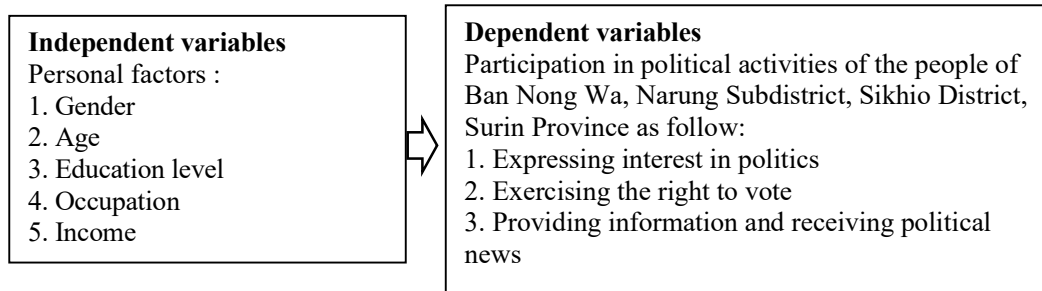 Independent variables
Personal factors :
1. Gender
2. Age
3. Education level
4. Occupation
5. Income
Dependent variables
Participation in political activities of the people of
Ban Nong Wa, Narung Subdistrict, Sikhio District,
Surin Province as follow:
1. Expressing interest in politics
2. Exercising the right to vote
3. Providing information and receiving political
news